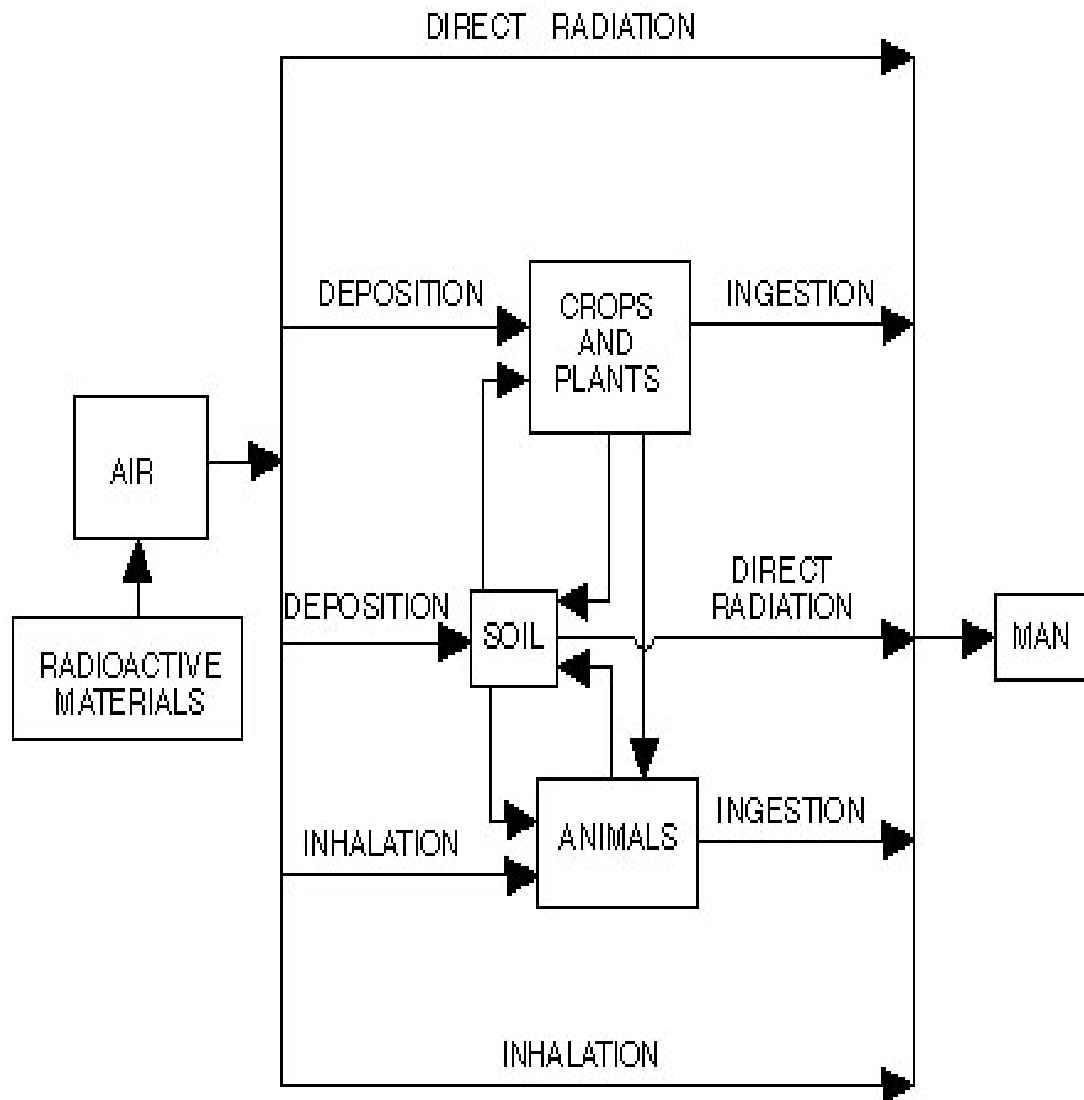 DIRECT RADIATION
DEPOSITION
CROPS
AND
PLANTS
INGESTION
AIR
RADIOACTIVE
MATERIALS
DEPOSITION
SOIL
DIRECT
RADIATION
MAN
INHALATION
ANIMALS
INGESTION
INHALATION